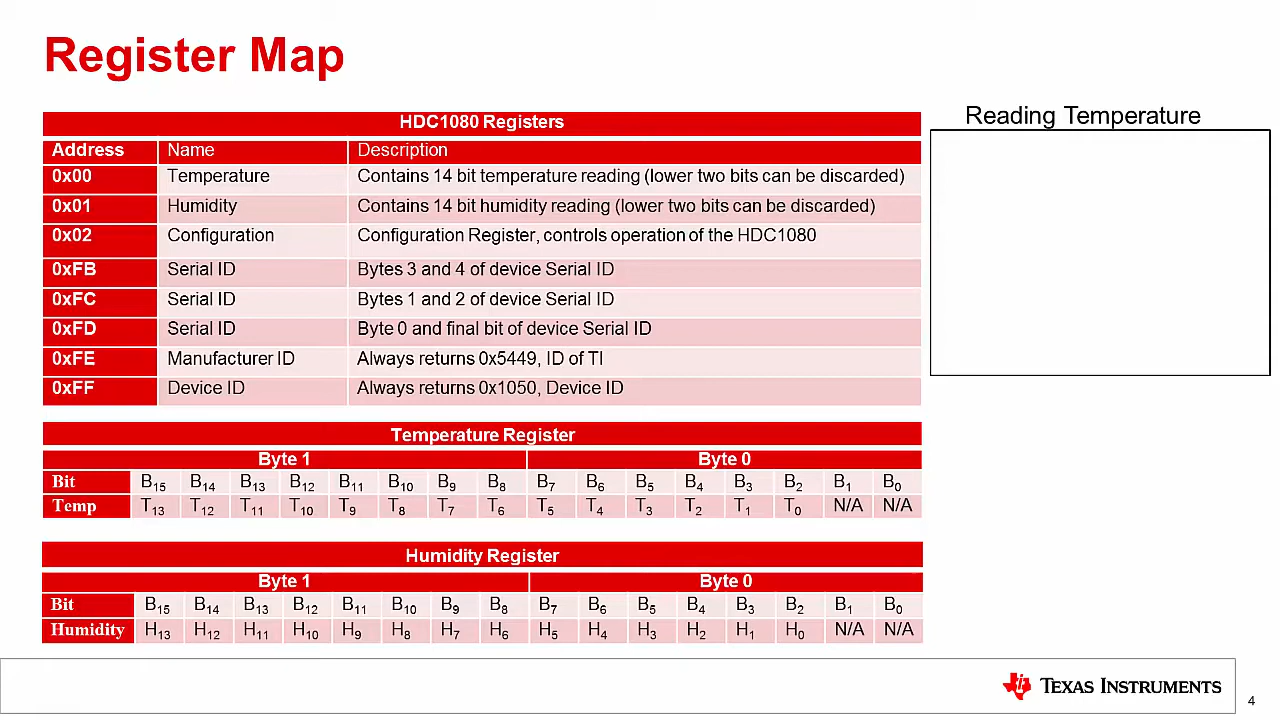 Register Map
HDC1080 Registers
Address Name Description
0x00 Temperature Contains 14 bit temperature reading (lower two bits can be discarded)
0x01 Humidity Contains 14 bit humidity reading (lower two bits can be discarded)
0x02 Configuration Configuration Register, controls operation of the HDC1080
0xFB Serial ID Bytes 3 and 4 of device Serial ID
0xFC Serial ID Bytes 1 and 2 of device Serial ID
0xFD Serial ID Byte 0 and final bit of device Serial ID
0xFE Manufacturer ID Always returns 0x5449, ID of TI
0xFF Device ID Always returns 0x1050, Device ID
Reading Temperature
Temperature Register
Byte 1 Byte 0
Bit B15 B14 B13 B12 B11 B10 B9 B8 B7 B6 B5 B4 B3 B2 B1 B0
Temp T13 T12 T11 T10 T9 T8 T7 T6 T5 T4 T3 T2 T1 T0 N/A N/A
Humidity Register
Byte 1 Byte 0
Bit B15 B14 B13 B12 B11 B10 B9 B8 B7 B6 B5 B4 B3 B2 B1 B0
Humidity H13 H12 H11 H10 H9 H8 H7 H6 H5 H4 H3 H2 H1 H0 N/A N/A
TEXAS INSTRUMENTS
4